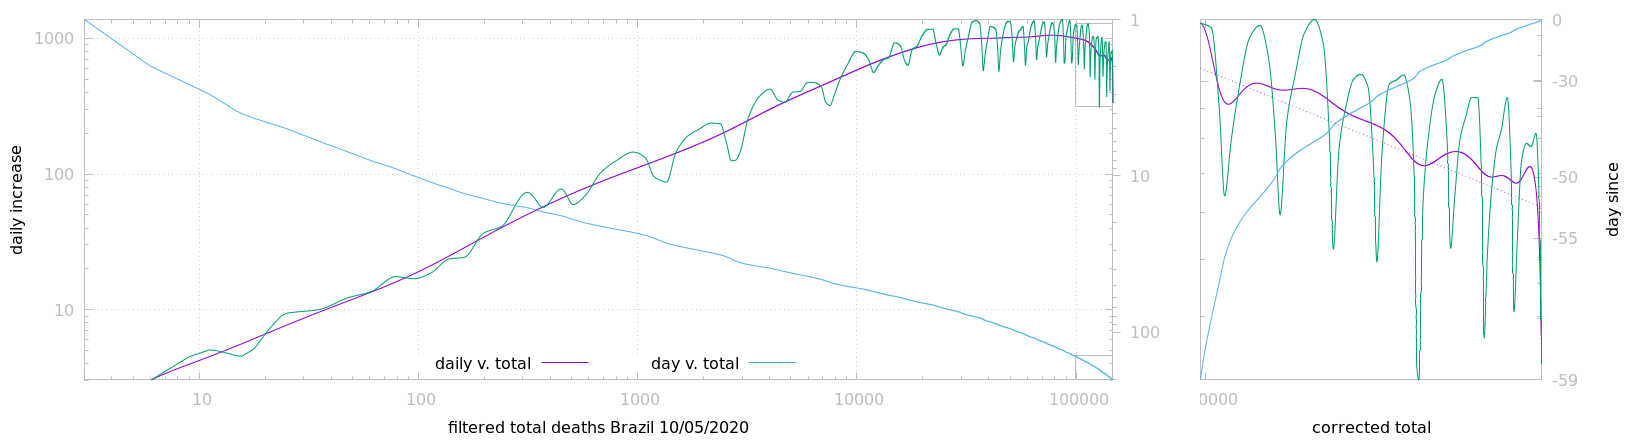 1000
100
10
daily increase
daily v. total
day v. total
10
100
1000
10000
100000
filtered total deaths Brazil 10/05/2020
1
10
100
0
-30
-50
-55
-59
day since
0000
corrected total